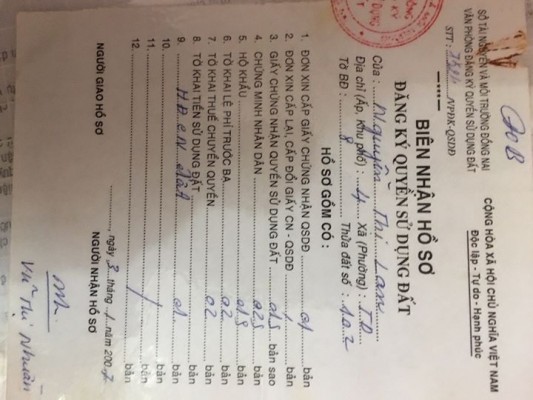 SỞ TÀI NGUYÊN VÀ MÔI TRƯỜNG ĐỒNG NAI
VĂN PHÒNG ĐĂNG KÝ QUYỀN SỬ DỤNG ĐẤT
STT : /VPĐK-QSDĐ
CỘNG HÒA XÃ HỘI CHỦ NGHĨA VIỆT NAM
Độc lập - Tự do - Hạnh phúc
BIÊN NHẬN HỒ SƠ
ĐĂNG KÝ QUYỀN SỬ DỤNG ĐẤT
Của : Nguyễn Thị Lan
Địa chỉ (Ấp, Khu phố) : 4 Xã (Phường) :
Tờ BĐ : 8 Thửa đất số : 102
HỒ SƠ GỒM CÓ :
1. ĐƠN XIN CẤP GIẤY CHỨNG NHẬN QSDĐ 01 bản
2. ĐƠN XIN CẤP LẠI, CẤP ĐỔI GIẤY CN - QSDĐ / bản
3. GIẤY CHỨNG NHẬN QUYỀN SỬ DỤNG ĐẤT bản sao
4. CHỨNG MINH NHÂN DÂN 02S bản
5. HỘ KHẨU bản
6. TỜ KHAI LỆ PHÍ TRƯỚC BẠ 02 bản
7. TỜ KHAI THUẾ CHUYỂN QUYỀN 02 bản
8. TỜ KHAI TIỀN SỬ DỤNG ĐẤT bản
9. HĐ CN đất 01 bản
10. bản
11. / bản
12. / bản
ngày 3 tháng 1 năm 2007
NGƯỜI GIAO HỒ SƠ
NGƯỜI NHẬN HỒ SƠ
Vũ Thị Nhuần